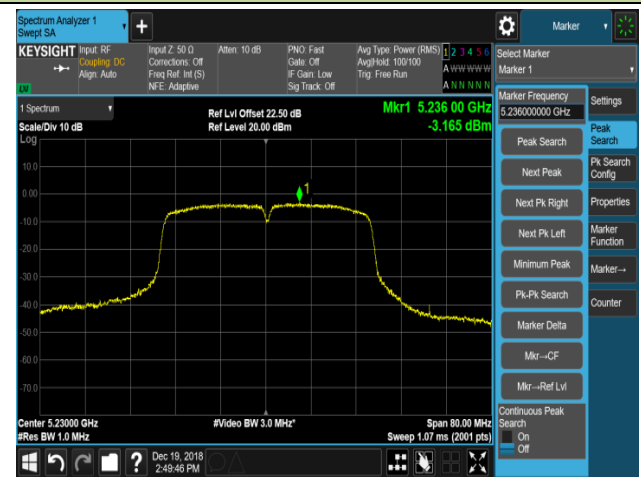 Spectrum Analyzer 1
Swept SA
+
Marker
KEYSIGHT
Input: RF
Coupling: DC
Align: Auto
Input Z: 50 Ω
Corrections: Off
Freq Ref: Int (S)
NFE: Adaptive
Atten: 10 dB
PNO: Fast
Gate: Off
IF Gain: Low
Sig Track: Off
Avg Type: Power (RMS)
Avg|Hold: 100/100
Trig: Free Run
1 2 3 4 5 6
A W W W W W
A N N N N N
Select Marker
Marker 1
LXI
1 Spectrum
Scale/Div 10 dB
Ref Lvl Offset 22.50 dB
Ref Level 20.00 dBm
Mkr1 5.236 00 GHz
-3.165 dBm
Log
10.0
0.00
-10.0
-20.0
-30.0
-40.0
-50.0
-60.0
-70.0
1
Center 5.23000 GHz
#Res BW 1.0 MHz
#Video BW 3.0 MHz*
Span 80.00 MHz
Sweep 1.07 ms (2001 pts)
Marker Frequency
5.236000000 GHz
Peak Search
Next Peak
Next Pk Right
Next Pk Left
Minimum Peak
Pk-Pk Search
Marker Delta
Mkr→CF
Mkr→Ref Lvl
Continuous Peak
Search
On
Off
Settings
Peak
Search
Pk Search
Config
Properties
Marker
Function
Marker→
Counter
?
Dec 19, 2018
2:49:46 PM